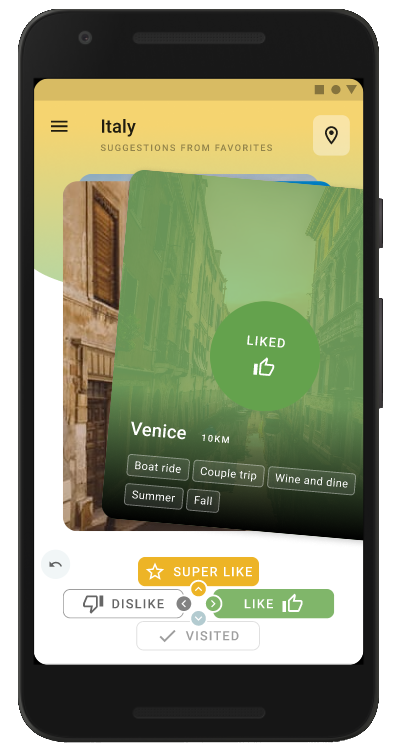 Italy
SUGGESTIONS FROM FAVORITES
LIKED
Venice 10KM
Boat ride Couple trip Wine and dine
Summer Fall
SUPER LIKE
DISLIKE LIKE
VISITED